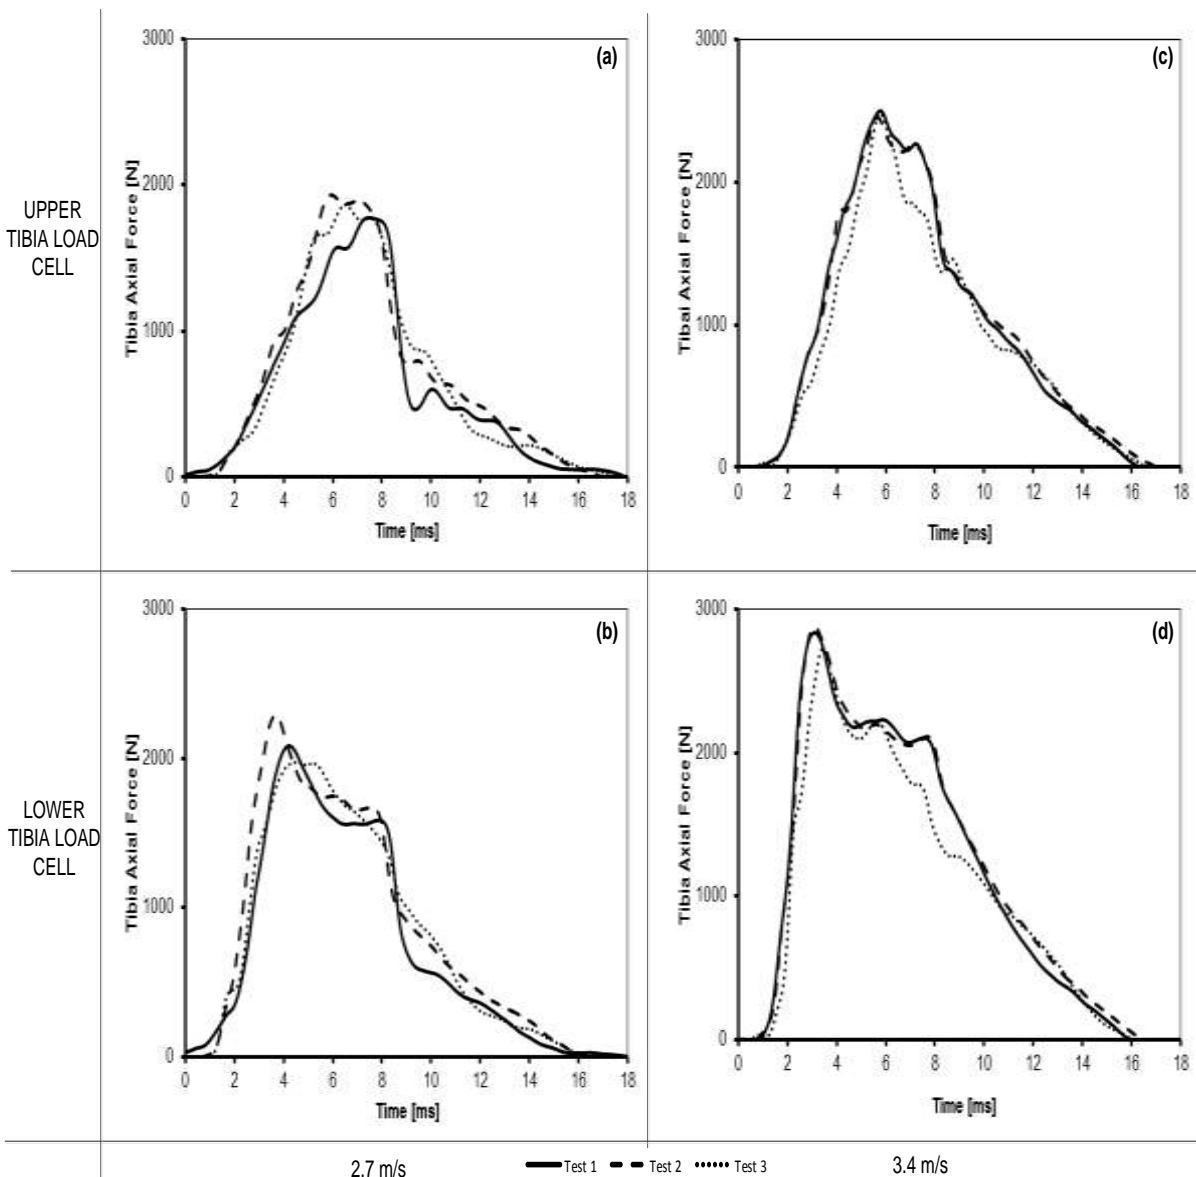 UPPER
TIBIA LOAD
CELL
(a)
Tibia Axial Force [N]
3000
2000
1000
0
0 2 4 6 8 10 12 14 16 18
Time [ms]
(c)
Tibal Axial Force [N]
3000
2000
1000
0
0 2 4 6 8 10 12 14 16 18
Time [ms]
LOWER
TIBIA LOAD
CELL
(b)
Tibia Axial Force [N]
3000
2000
1000
0
0 2 4 6 8 10 12 14 16 18
Time [ms]
(d)
Tibia Axial Force [N]
3000
2000
1000
0
0 2 4 6 8 10 12 14 16 18
Time [ms]
2.7 m/s
Test 1 Test 2 Test 3
3.4 m/s